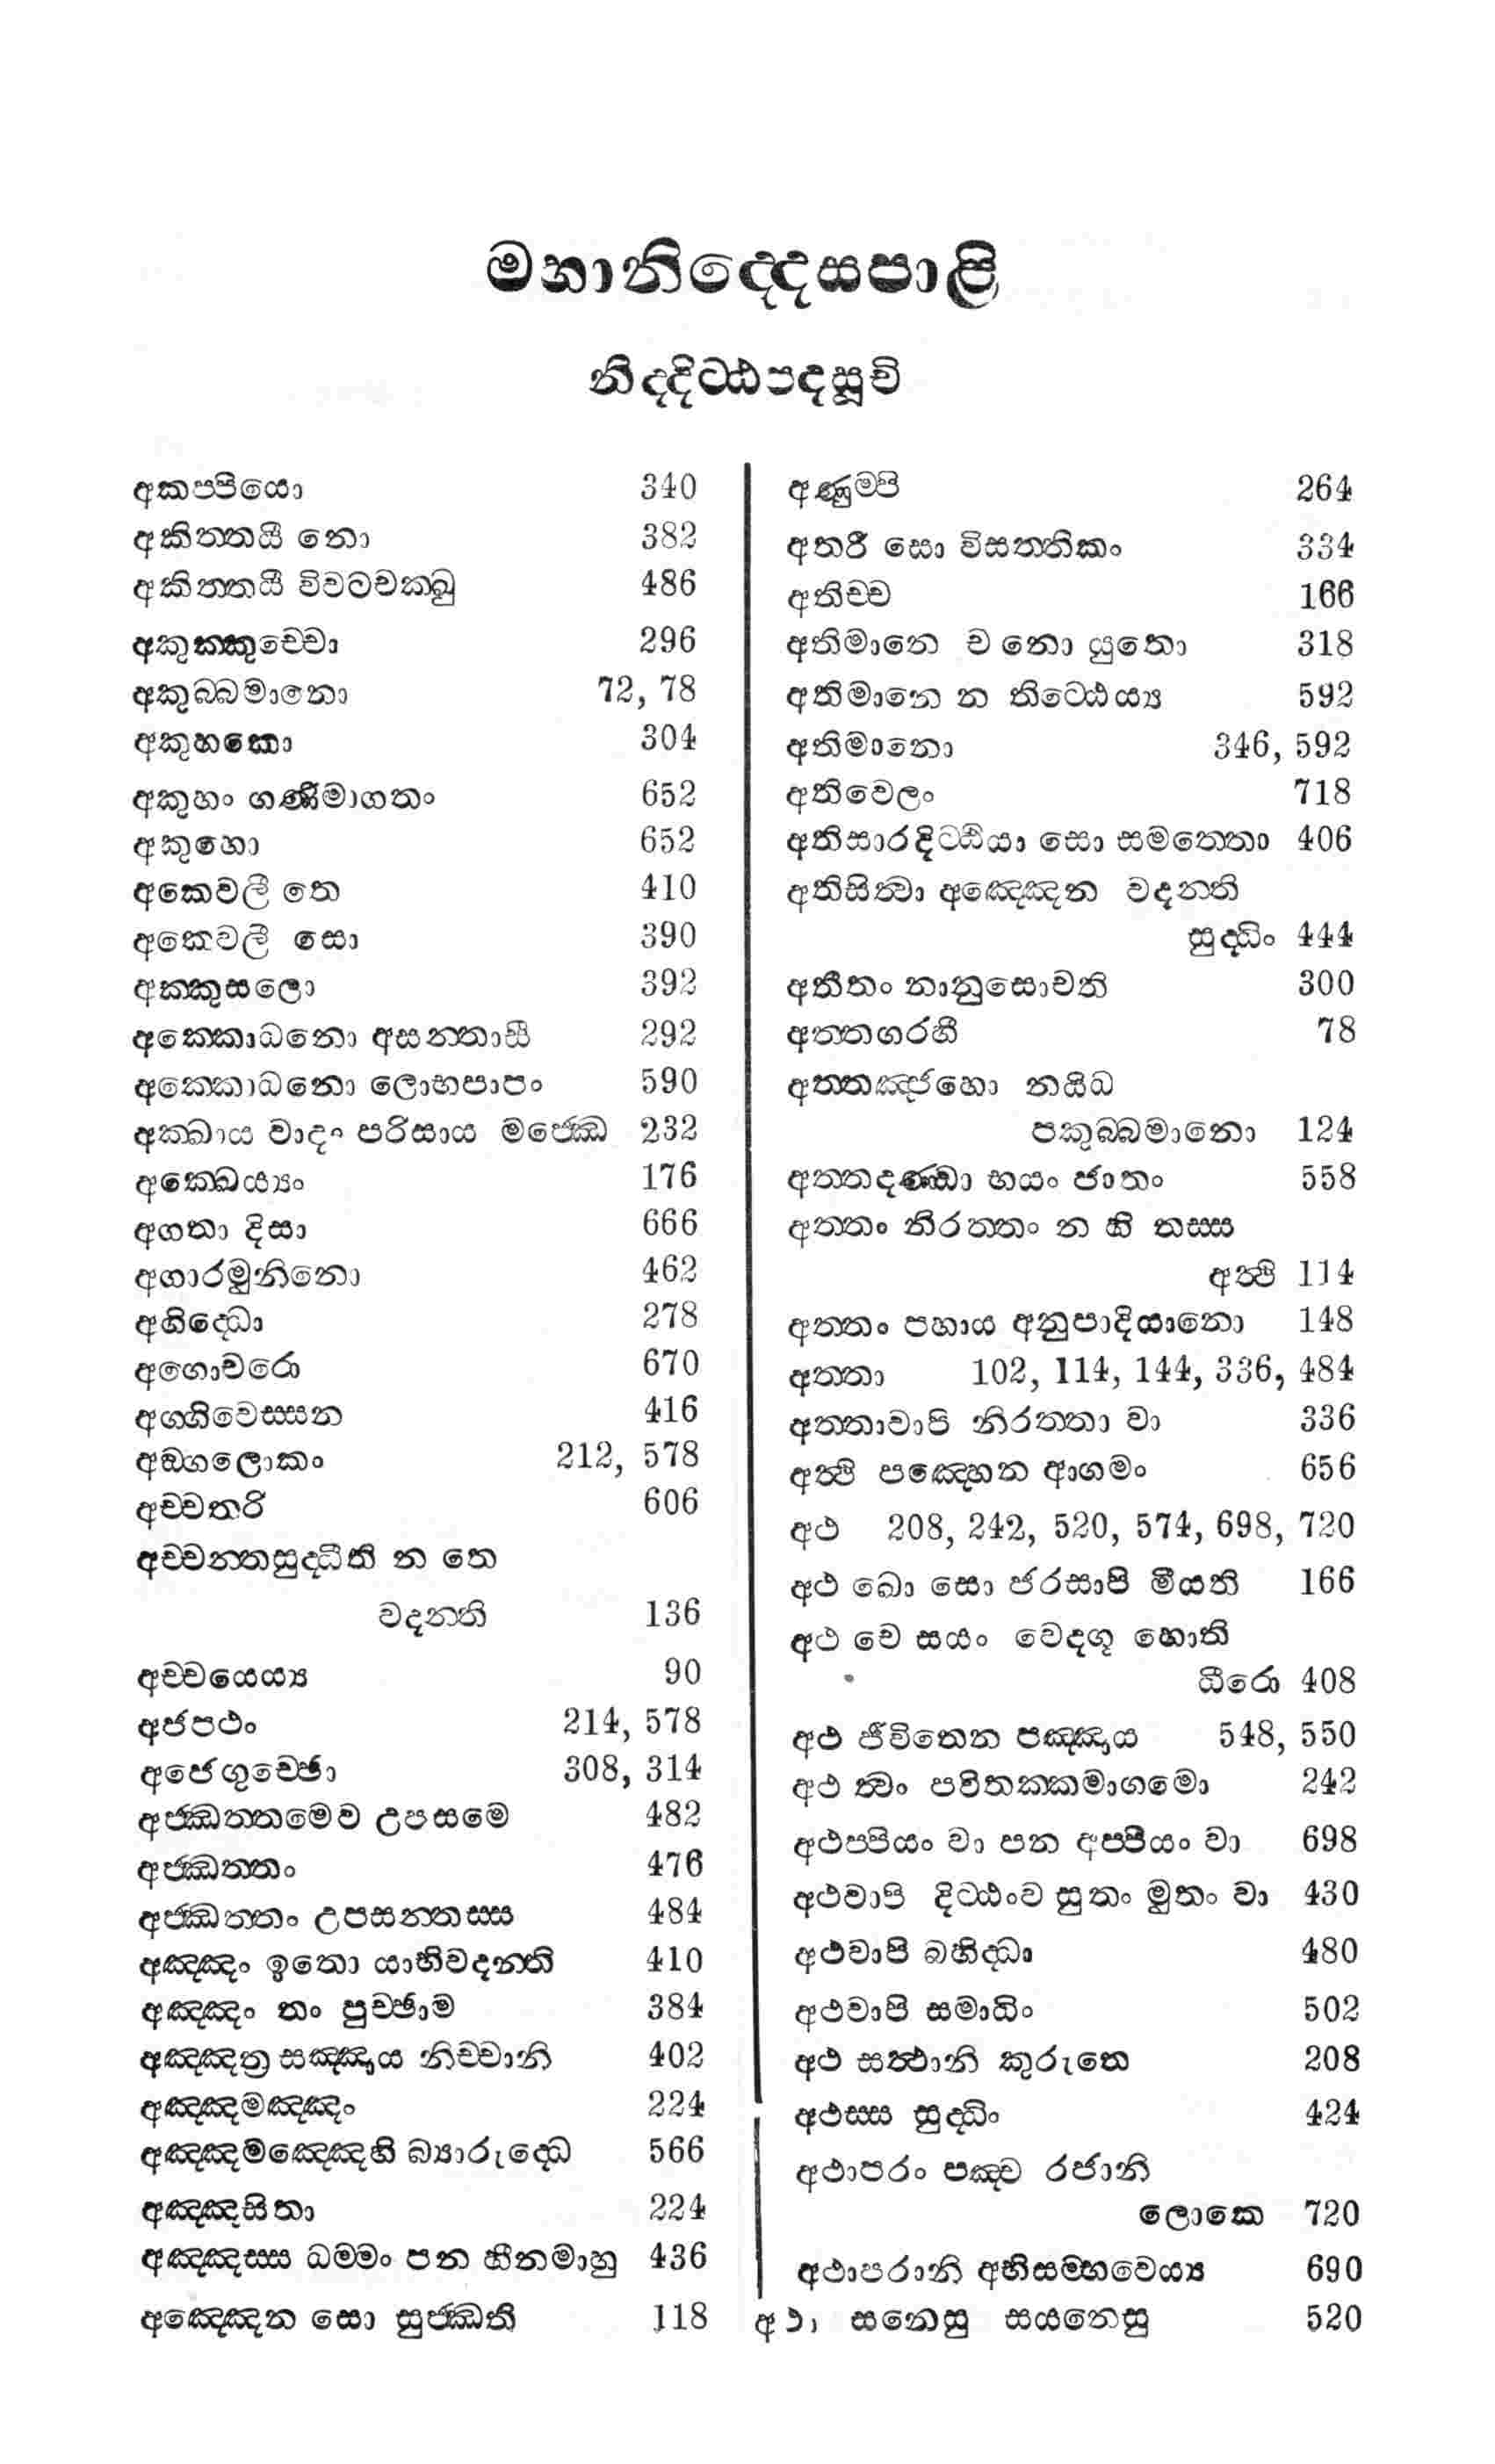 මහානිද්දෙසපාළි
නිද්දිට්ඨපදසූචි
අකප්පියො 340
අකිත්තයී නො 382
අකිත්තයී විවටචක්ඛු 486
අකුක්කුච්චො 296
අකුබ්බමානො 72, 78
අකුහකො 304
අකුහං ගණීමාගතං 652
අකුහො 652
අකෙවලී තෙ 410
අකෙවලී සො 390
අක්කුසලො 392
අක්කොධනො අසන්තාසී 292
අක්කොධනො ලොභපාපං 590
අක්ඛාය වාදං පරිසාය මජ්ඣෙ 232
අක්ඛෙය්‍යං 176
අගතා දිසා 666
අගාරමුනිනො 462
අගිද්ධො 278
අගොචරො 670
අග්ගිවෙස්සන 416
අඞ්ගලොකං 212, 578
අච්චතරි 606
අච්චන්තසුද්ධීති න තෙ
වදන්ති 136
අච්චයෙය්‍ය 90
අජපථං 214, 578
අජෙගුච්ඡො 308, 314
අජ්ඣත්තමෙව උපසමෙ 482
අජ්ඣත්තං 476
අජ්ඣත්තං උපසන්තස්ස 484
අඤ්ඤං ඉතො යාභිවදන්ති 410
අඤ්ඤං තං පුච්ඡාම 384
අඤ්ඤත්‍ර සඤ්ඤාය නිච්චානි 402
අඤ්ඤමඤ්ඤං 224
අඤ්ඤමඤ්ඤෙහි බ්‍යාරුද්ධෙ 566
අඤ්ඤසිතා 224
අඤ්ඤස්ස ධම්මං පන හීනමාහු 436
අඤ්ඤෙන සො සුජ්ඣති 118
අණුම්පි 264
අතරී සො විසත්තිකං 334
අතිච්ච 166
අතිමානෙ ච නො යුතො 318
අතිමානෙ න තිට්ඨෙය්‍ය 592
අතිමානො 346, 592
අතිවෙලං 718
අතිසාරදිට්ඨියා සො සමත්තො 406
අතිසිත්‍වා අඤ්ඤෙන වදන්ති
සුද්ධිං 444
අතීතං නානුසොචති 300
අත්තගරහී 78
අත්තඤ්ජහො නයිධ
පකුබ්බමානො 124
අත්තදණ්ඩා භයං ජාතං 558
අත්තං නිරත්තං න හි තස්ස
අත්‍ථි 114
අත්තං පහාය අනුපාදියානො 148
අත්තා 102, 114, 144, 336, 484
අත්තාවාපි නිරත්තා වා 336
අත්‍ථි පඤ්හෙන ආගමං 656
අථ 208, 242, 520, 574, 698, 720
අථ ඛො සො ජරසාපි මීයති 166
අථ චෙ සයං වෙදගූ හොති
ධීරො 408
අථ ජීවිතෙන පඤ්ඤාය 548, 550
අථ ත්‍වං පවිතක්කමාගමො 242
අථප්පියං වා පන අප්පියං වා 698
අථවාපි දිට්ඨංව සුතං මුතං වා 430
අථවාපි බහිද්ධා 480
අථවාපි සමාධිං 502
අථ සත්‍ථානි කුරුතෙ 208
අථස්ස සුද්ධිං 424
අථාපරං පඤ්ච රජානි
ලොකෙ 720
අථාපරානි අභිසම්භවෙය්‍ය 690
අථාසනෙසු සයනෙසු 520